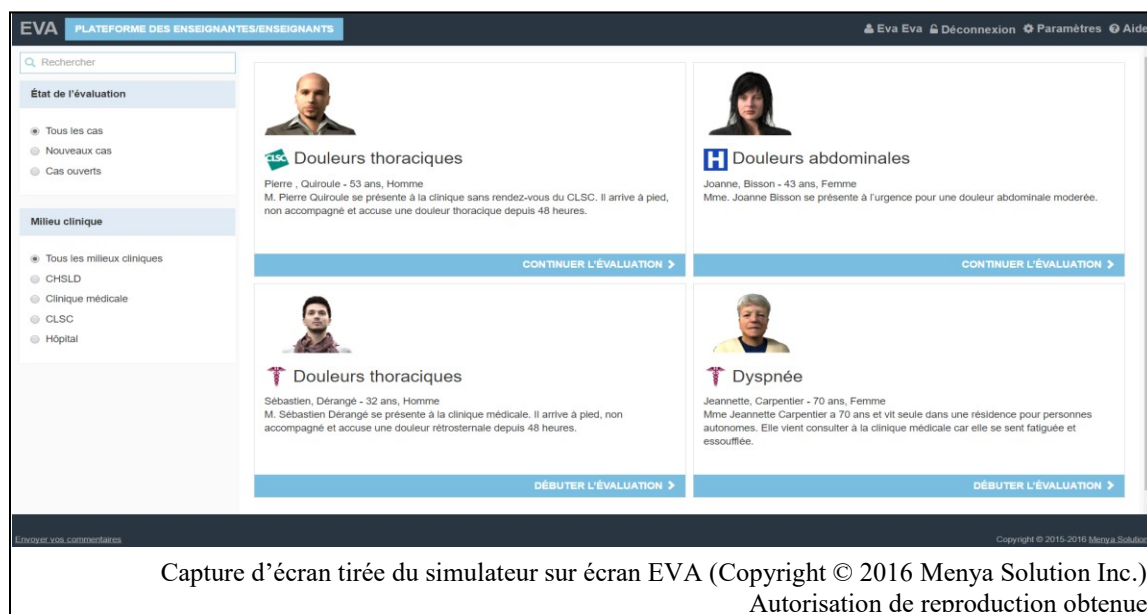 EVA PLATEFORME DES ENSEIGNANTES/ENSEIGNANTS
Eva Eva Déconnexion Paramètres Aide
Rechercher
État de l'évaluation
Tous les cas
Nouveaux cas
Cas ouverts
Milieu clinique
Tous les milieux cliniques
CHSLD
Clinique médicale
CLSC
Hôpital
CLSC Douleurs thoraciques
Pierre , Quiroule - 53 ans, Homme
M. Pierre Quiroule se présente à la clinique sans rendez-vous du CLSC. Il arrive à pied,
non accompagné et accuse une douleur thoracique depuis 48 heures.
CONTINUER L'ÉVALUATION
H Douleurs abdominales
Joanne, Bisson - 43 ans, Femme
Mme. Joanne Bisson se présente à l'urgence pour une douleur abdominale moderée.
CONTINUER L'ÉVALUATION
Douleurs thoraciques
Sébastien, Dérangé - 32 ans, Homme
M. Sébastien Dérangé se présente à la clinique médicale. Il arrive à pied, non
accompagné et accuse une douleur rétrosternale depuis 48 heures.
DÉBUTER L'ÉVALUATION
Dyspnée
Jeannette, Carpentier - 70 ans, Femme
Mme Jeannette Carpentier a 70 ans et vit seule dans une résidence pour personnes
autonomes. Elle vient consulter à la clinique médicale car elle se sent fatiguée et
essoufflée.
DÉBUTER L'ÉVALUATION
Envoyer vos commentaires
Copyright © 2015-2016 Menya Solution
Capture d'écran tirée du simulateur sur écran EVA (Copyright © 2016 Menya Solution Inc.)
Autorisation de reproduction obtenue